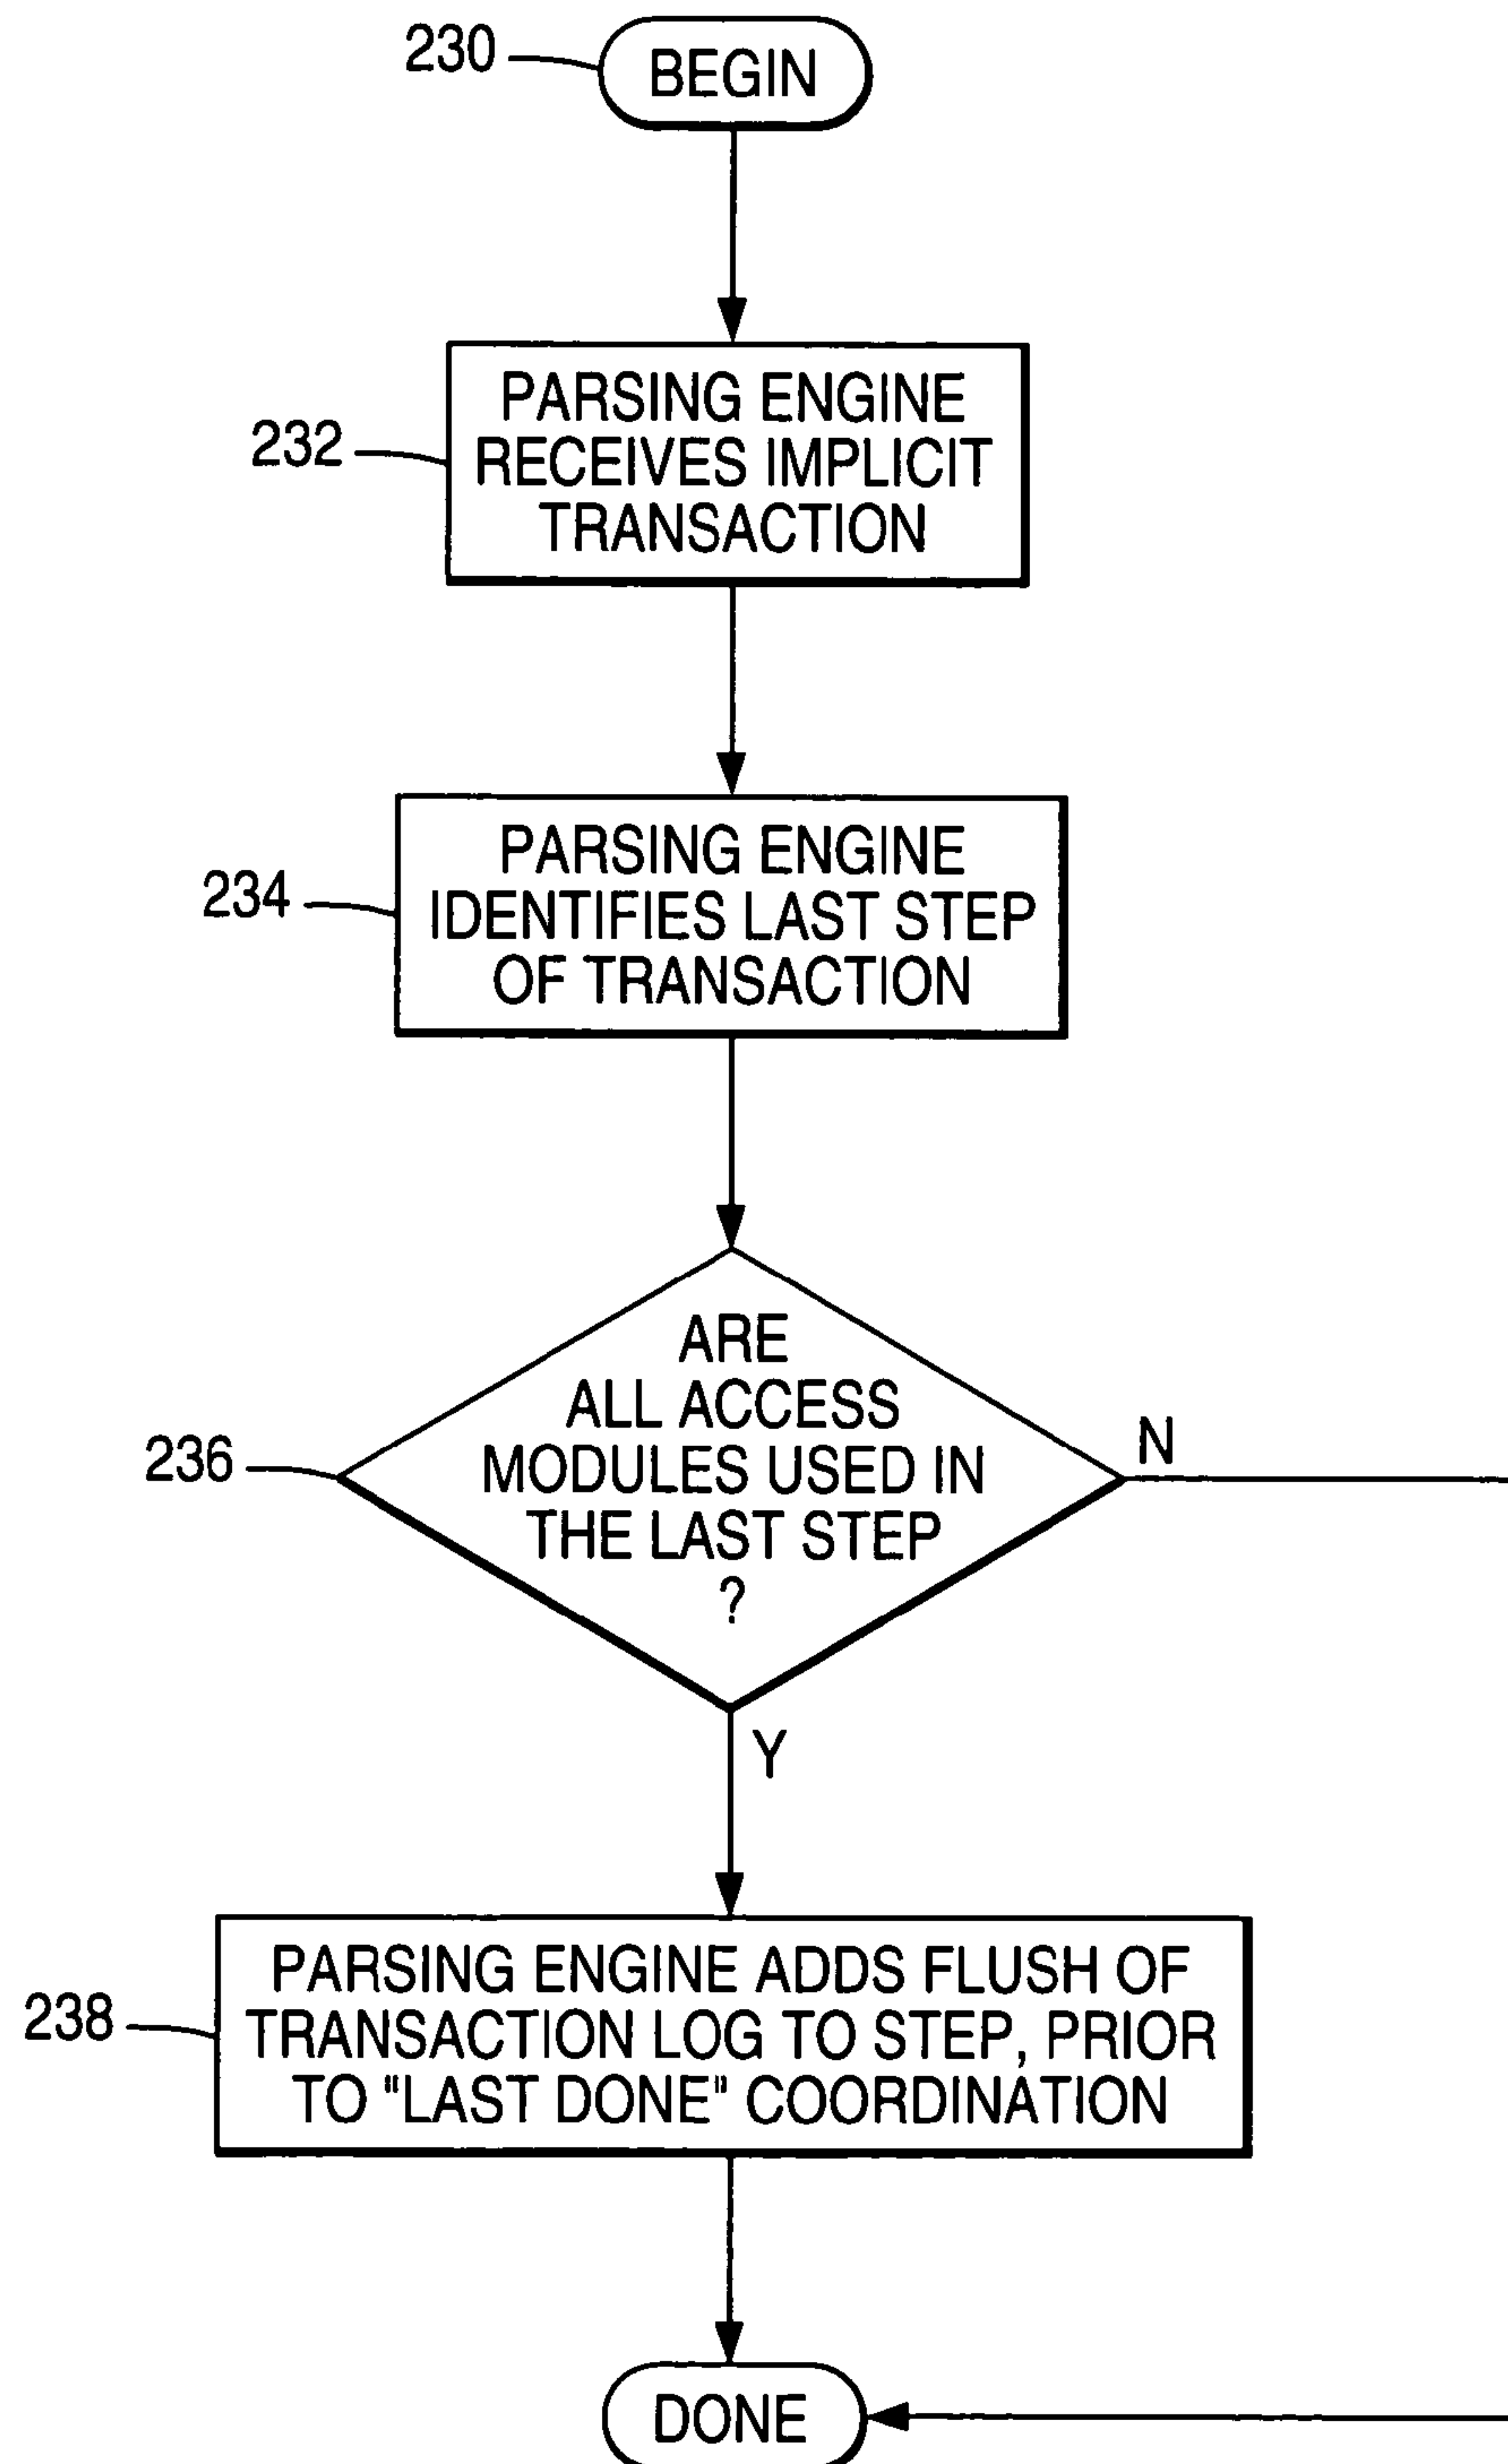 230
BEGIN
PARSING ENGINE
232
RECEIVES IMPLICIT
TRANSACTION
PARSING ENGINE
234
IDENTIFIES LAST STEP
OF TRANSACTION
ARE
ALL ACCESS
N
236
MODULES USED IN
THE LAST STEP
?
Y
PARSING ENGINE ADDS FLUSH OF
238
TRANSACTION LOG TO STEP, PRIOR
TO "LAST DONE" COORDINATION
DONE